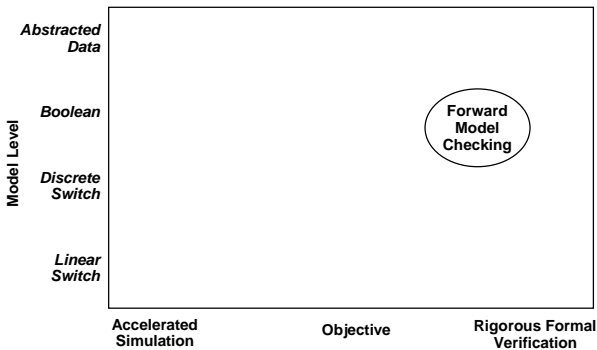 Abstracted
Data
Boolean
Forward
Model
Checking
Model Level
Discrete
Switch
Linear
Switch
Accelerated
Simulation
Objective
Rigorous Formal
Verification